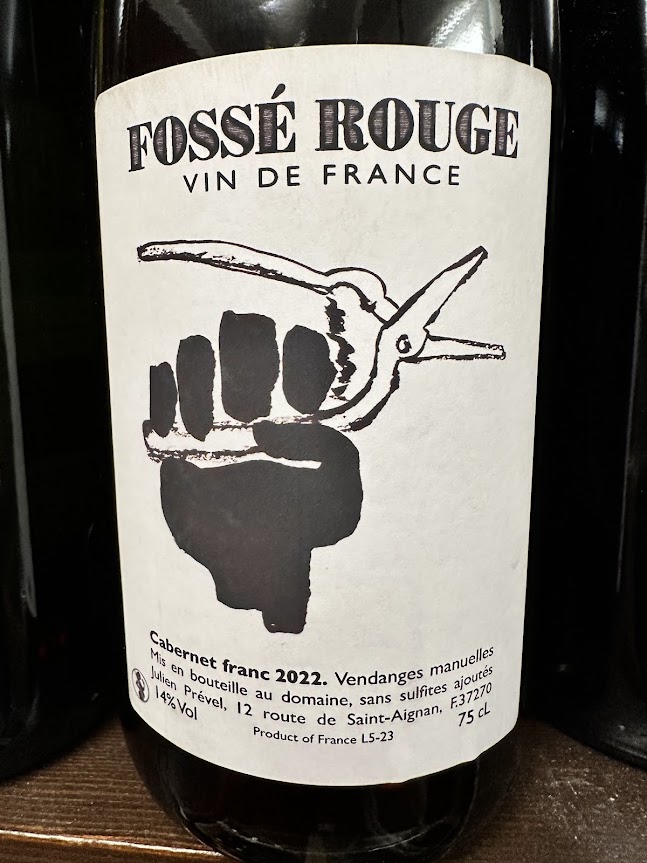 FOSSÉ ROUGE
VIN DE FRANCE
Cabernet franc 2022. Vendanges manuelles
Mis en bouteille au domaine, sans sulfites ajoutés
Julien Prével, 12 route de Saint-Aignan, F.37270
14%Vol
75 cL
Product of France L5-23